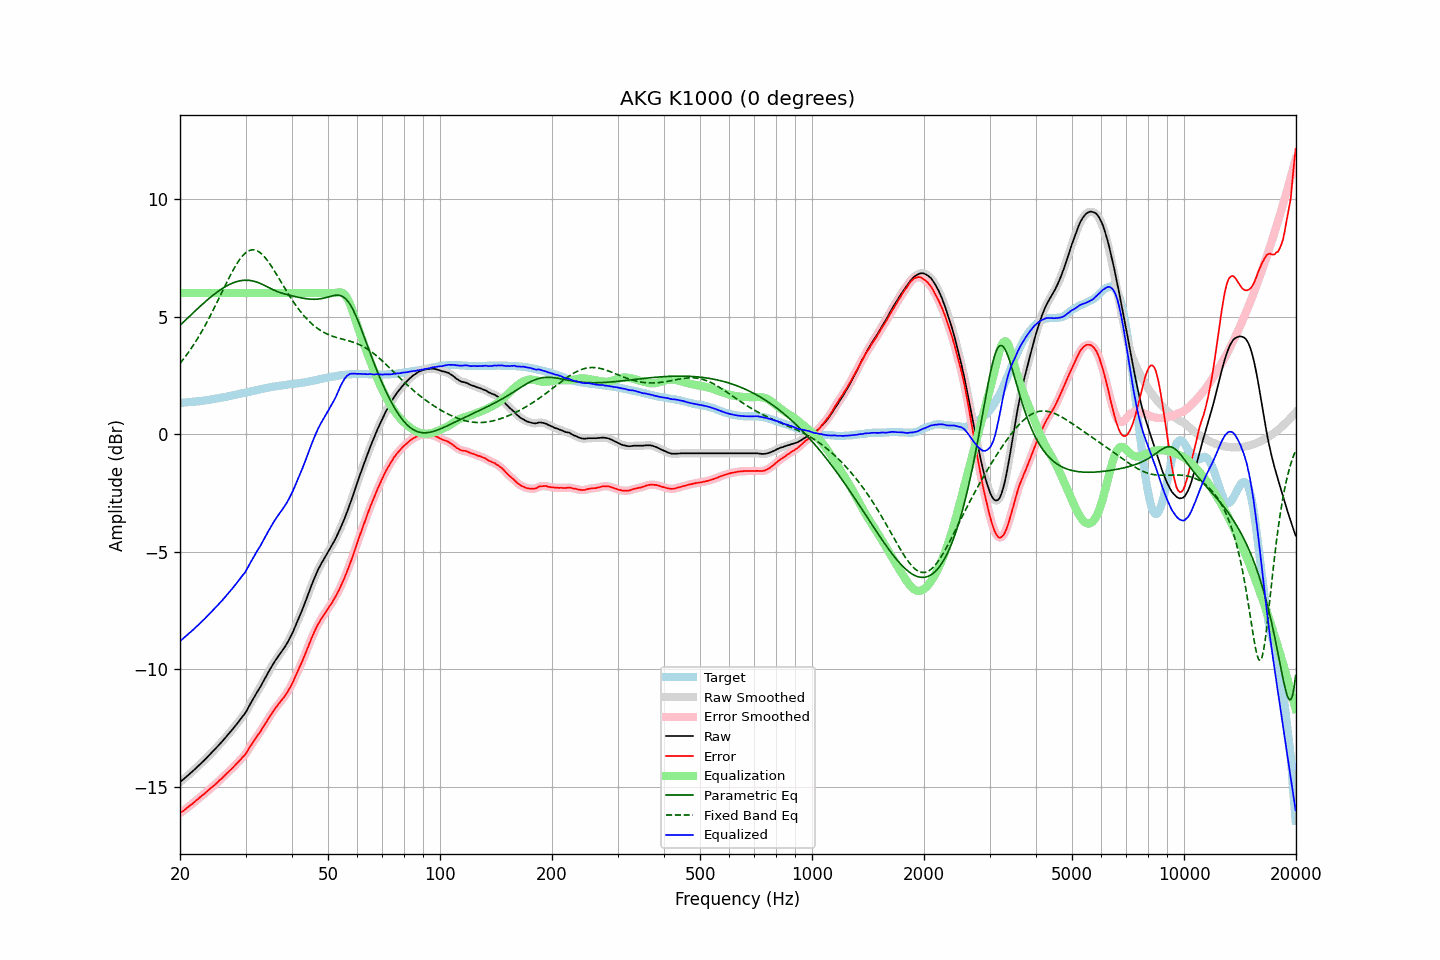 AKG K1000 (0 degrees)
Amplitude (dBr)
10
5
0
−5
−10
−15
Target
Raw Smoothed
Error Smoothed
Raw
Error
Equalization
Parametric Eq
Fixed Band Eq
Equalized
20 50 100 200 500 1000 2000 5000 10000 20000
Frequency (Hz)